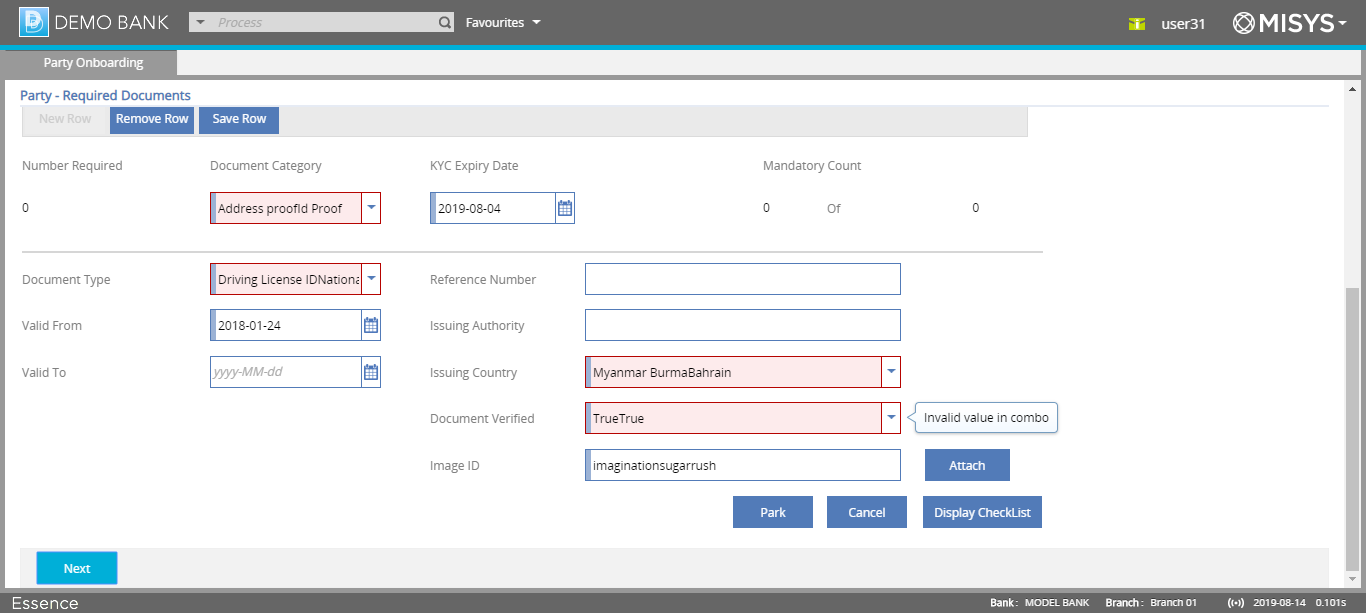 DEMO BANK Process Favourites user31 MISYS
Party Onboarding
Party - Required Documents
New Row Remove Row Save Row
Number Required Document Category KYC Expiry Date Mandatory Count
0 Address proofId Proof 2019-08-04 0 Of 0
Document Type Driving License IDNationa Reference Number
Valid From 2018-01-24 Issuing Authority
Valid To yyyy-MM-dd Issuing Country Myanmar BurmaBahrain
Document Verified TrueTrue Invalid value in combo
Image ID imaginationsugarrush Attach
Park Cancel Display CheckList
Next
Essence Bank : MODEL BANK Branch : Branch 01 2019-08-14 0.101s